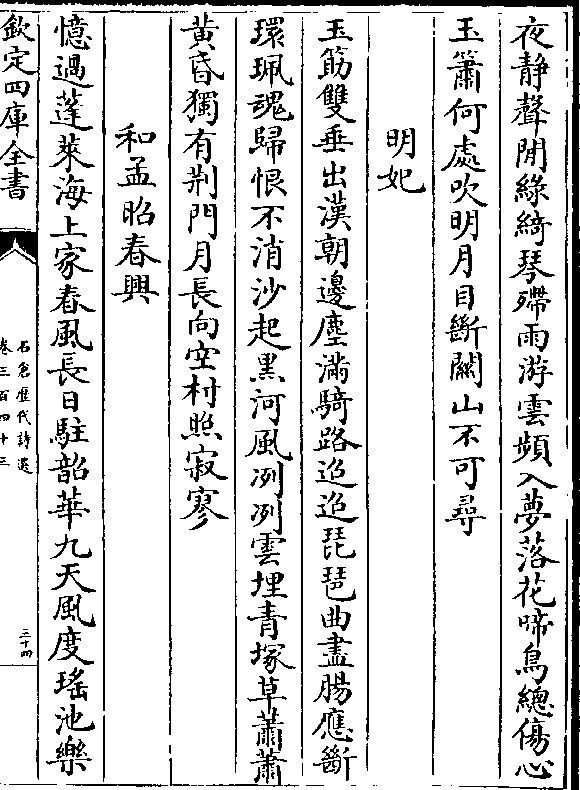 夜静聲閒綠綺琴殢雨游雲頻入夢落花啼鳥總傷心
玉簫何處吹明月目斷關山不可尋
明妃
玉筯雙垂出漢朝邊塵滿騎路迢迢琵琶曲盡腸應斷
環珮魂歸恨不消沙起黑河風冽冽雲埋青塚草蕭蕭
黄昏獨有荆門月長向空村照寂寥
和孟昭春興
憶過蓬萊海上家春風長日駐韶華九天風度瑤池樂
欽定四庫全書
石倉歷代詩選
卷三百四十三
三十四